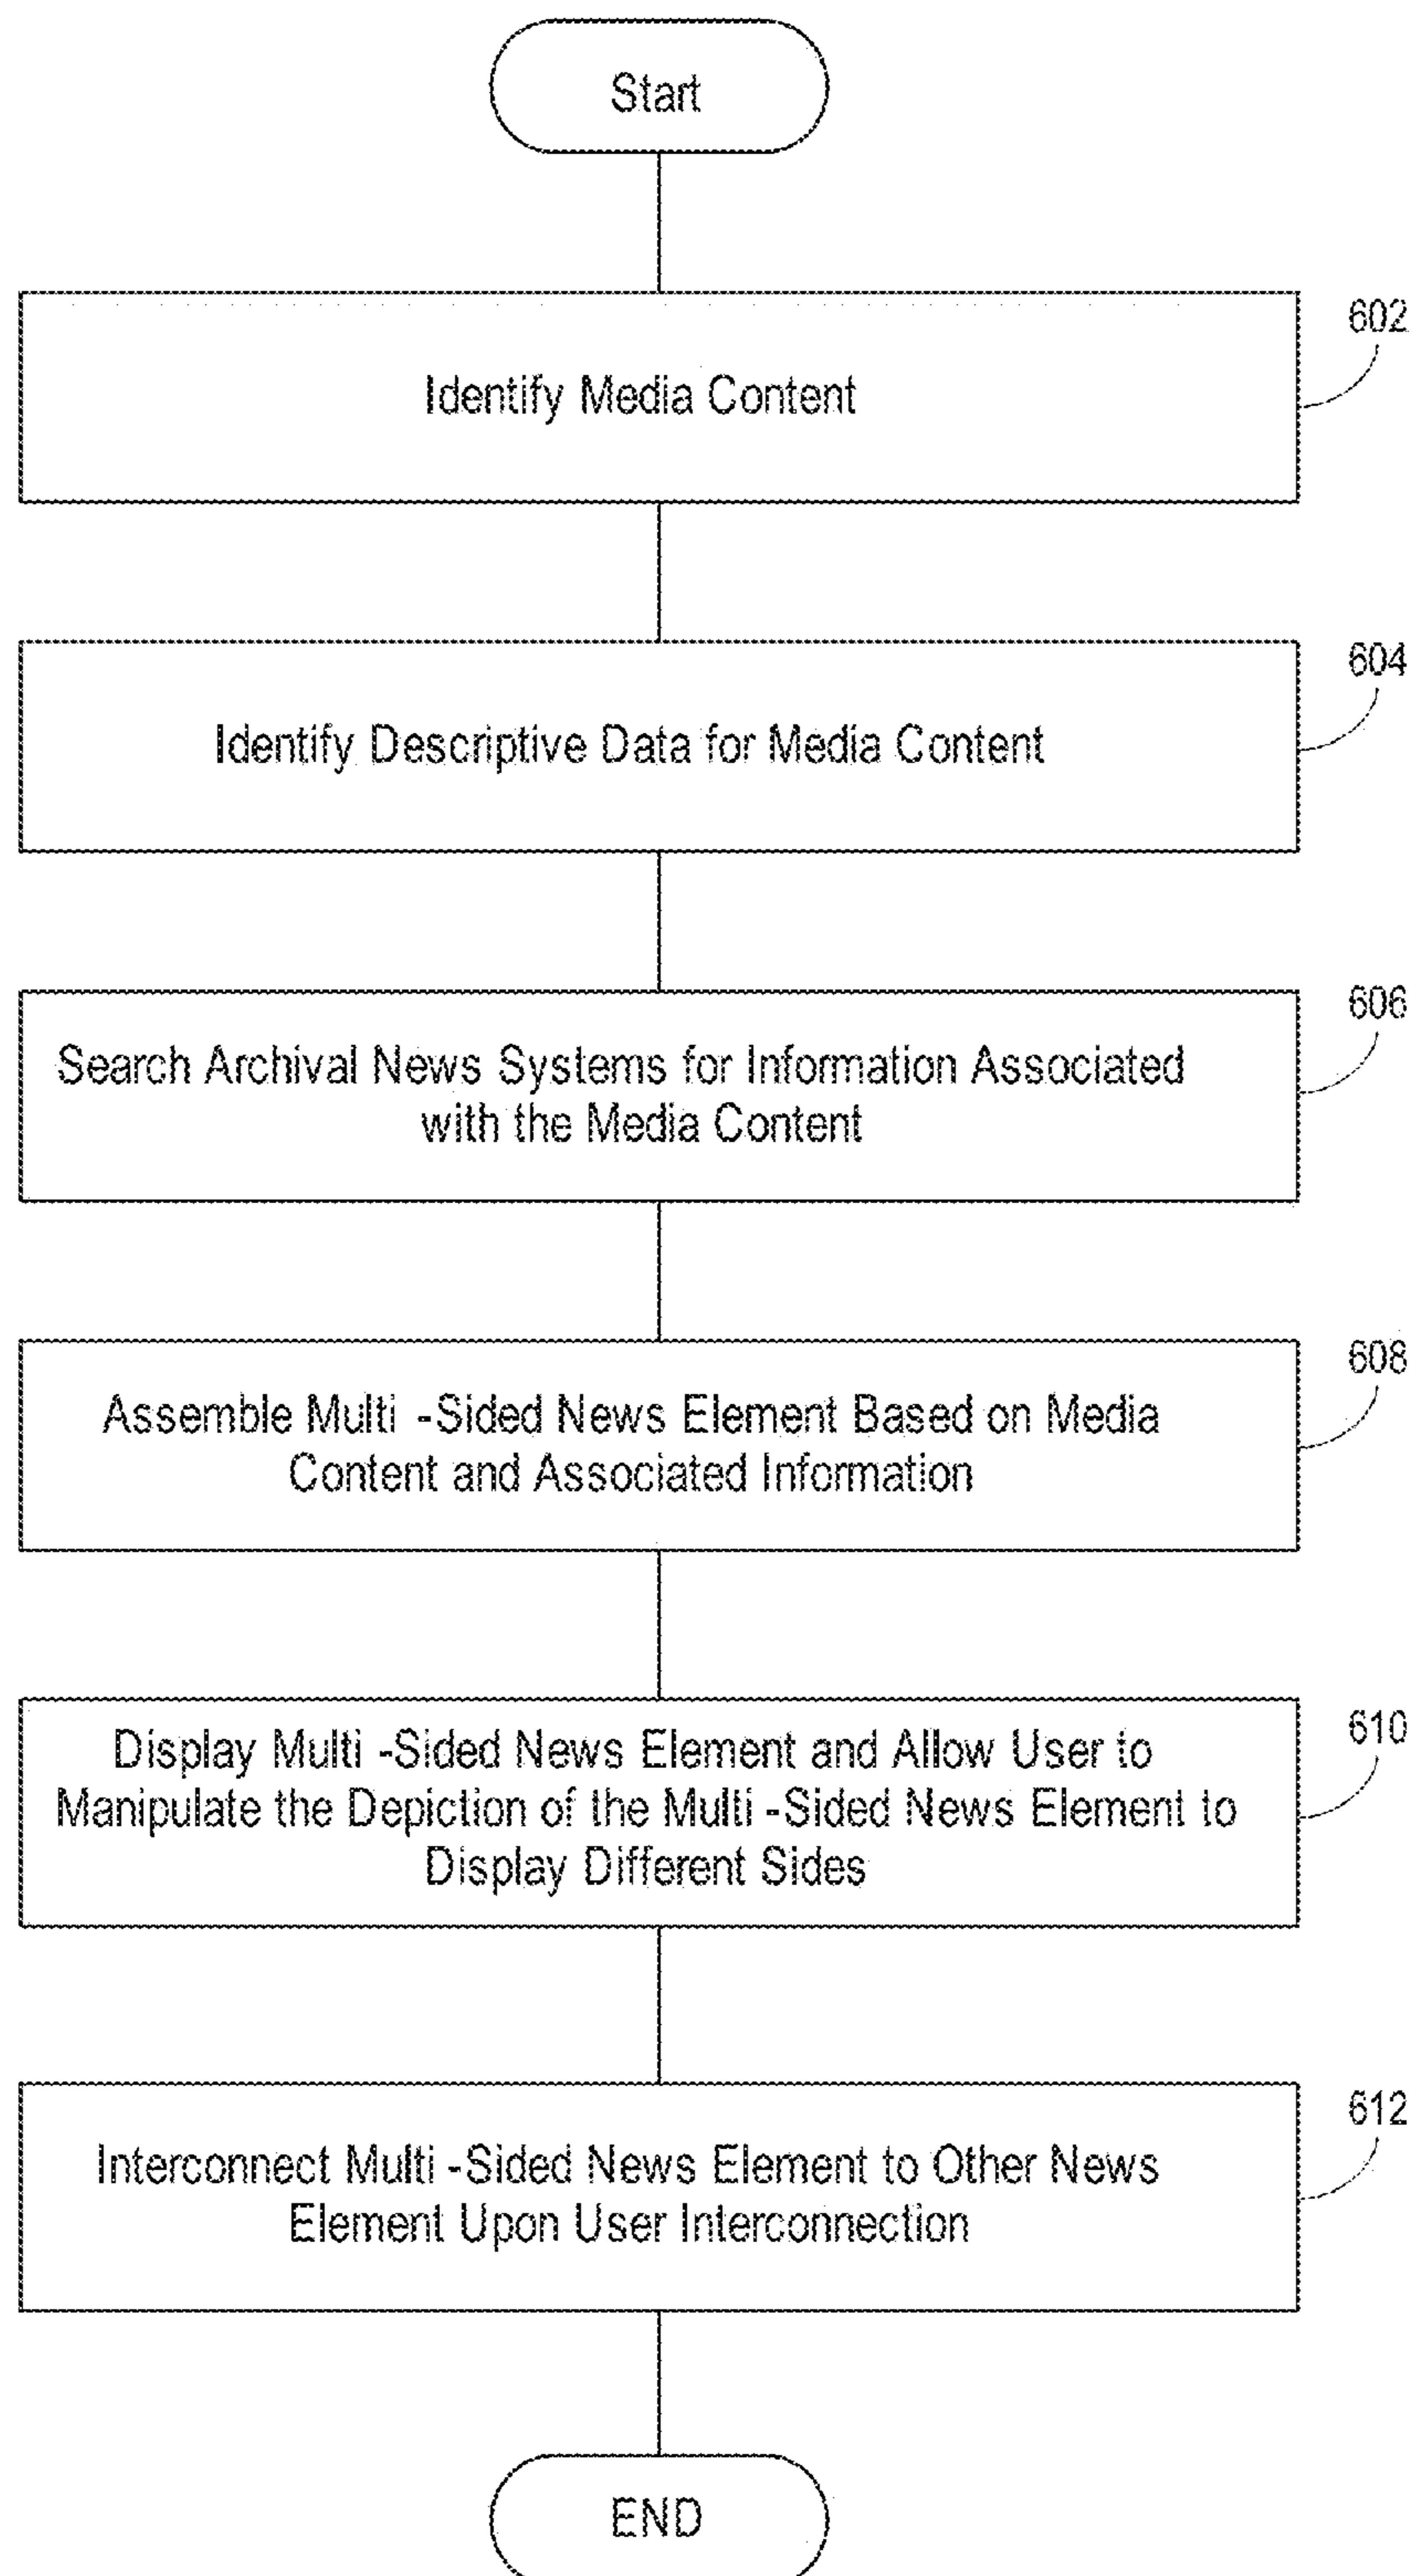 Start
602
Identify Media Content
604
Identify Descriptive Data for Media Content
606
Search Archival News Systems for Information Associated
with the Media Content
608
Assemble Multi -Sided News Element Based on Media
Content and Associated Information
610
Display Multi -Sided News Element and Allow User to
Manipulate the Depiction of the Multi -Sided News Element to
Display Different Sides
612
Interconnect Multi -Sided News Element to Other News
Element Upon User Interconnection
END